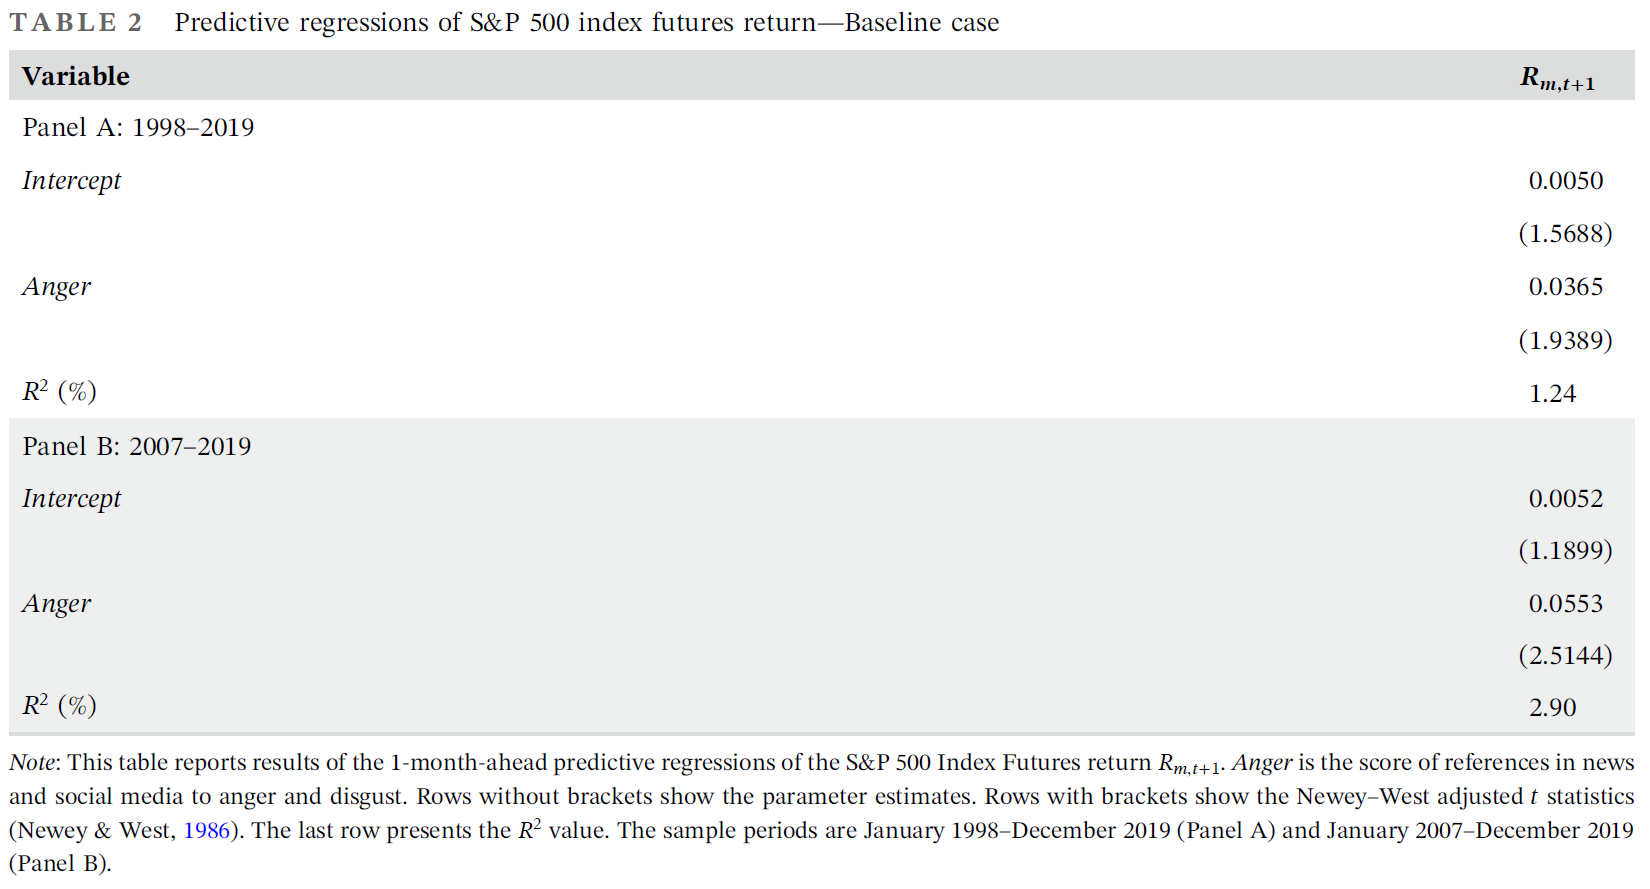 TABLE 2 Predictive regressions of S&P 500 index futures return—Baseline case
Variable Rm,t+1
Panel A: 1998–2019
Intercept 0.0050
(1.5688)
Anger 0.0365
(1.9389)
R² (%) 1.24
Panel B: 2007–2019
Intercept 0.0052
(1.1899)
Anger 0.0553
(2.5144)
R² (%) 2.90
Note: This table reports results of the 1-month-ahead predictive regressions of the S&P 500 Index Futures return Rm,t+1. Anger is the score of references in news
and social media to anger and disgust. Rows without brackets show the parameter estimates. Rows with brackets show the Newey–West adjusted t statistics
(Newey & West, 1986). The last row presents the R² value. The sample periods are January 1998–December 2019 (Panel A) and January 2007–December 2019
(Panel B).